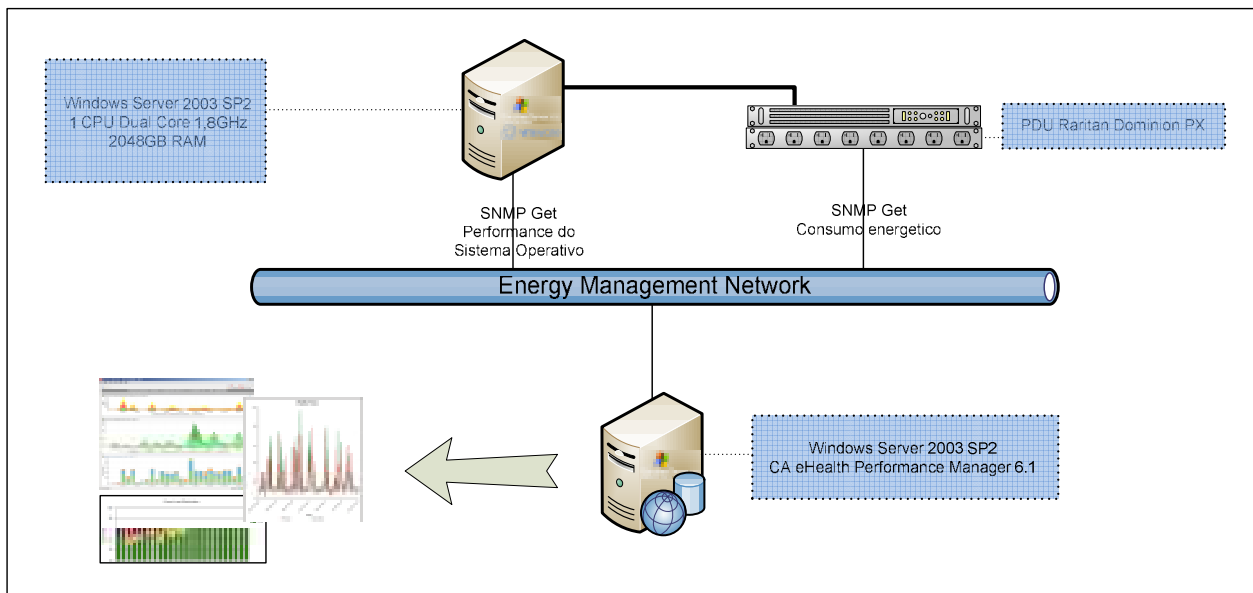 Windows Server 2003 SP2
1 CPU Dual Core 1,8GHz
2048GB RAM
PDU Raritan Dominion PX
SNMP Get
Performance do
Sistema Operativo
SNMP Get
Consumo energetico
Energy Management Network
Windows Server 2003 SP2
CA eHealth Performance Manager 6.1